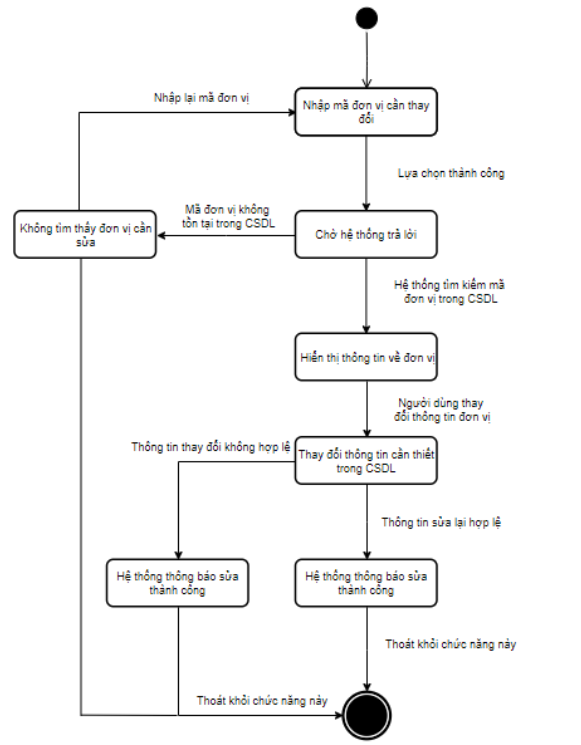 Nhập lại mã đơn vị
Nhập mã đơn vị cần thay
đổi
Lựa chọn thành công
Mã đơn vị không
tồn tại trong CSDL
Không tìm thấy đơn vị cần
sửa
Chờ hệ thống trả lời
Hệ thống tìm kiếm mã
đơn vị trong CSDL
Hiển thị thông tin về đơn vị
Người dùng thay
đổi thông tin đơn vị
Thông tin thay đổi không hợp lệ
Thay đổi thông tin cần thiết
trong CSDL
Thông tin sửa lại hợp lệ
Hệ thống thông báo sửa
thành công
Hệ thống thông báo sửa
thành công
Thoát khỏi chức năng này
Thoát khỏi chức năng này